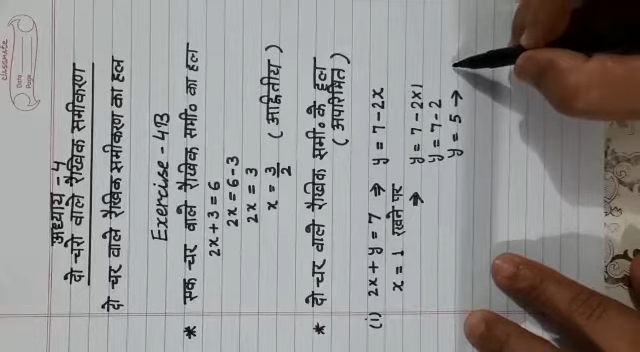 classmate
Date
Page
अध्याय - 4
दो चरो वाले रैखिक समीकरण
दो चर वाले रैखिक समीकरण का हल
Exercise - 4B
* एक चर वाले रैखिक समी० का हल
2x + 3 = 6
2x = 6 - 3
2x = 3
x = 3/2 ( अद्वितीय )
* दो चर वाले रैखिक समी० के हल
( अपरिमित )
(i) 2x + y = 7 ⇒ y = 7 - 2x
x = 1 रखने पर
⇒ y = 7 - 2x1
y = 7 - 2
y = 5 →